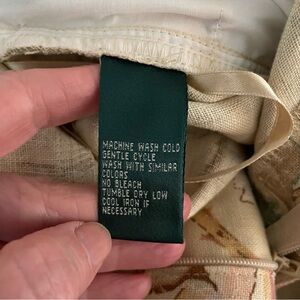 MACHINE WASH COLD
GENTLE CYCLE
WASH WITH SIMILAR
COLORS
NO BLEACH
TUMBLE DRY LOW
COOL IRON IF
NECESSARY